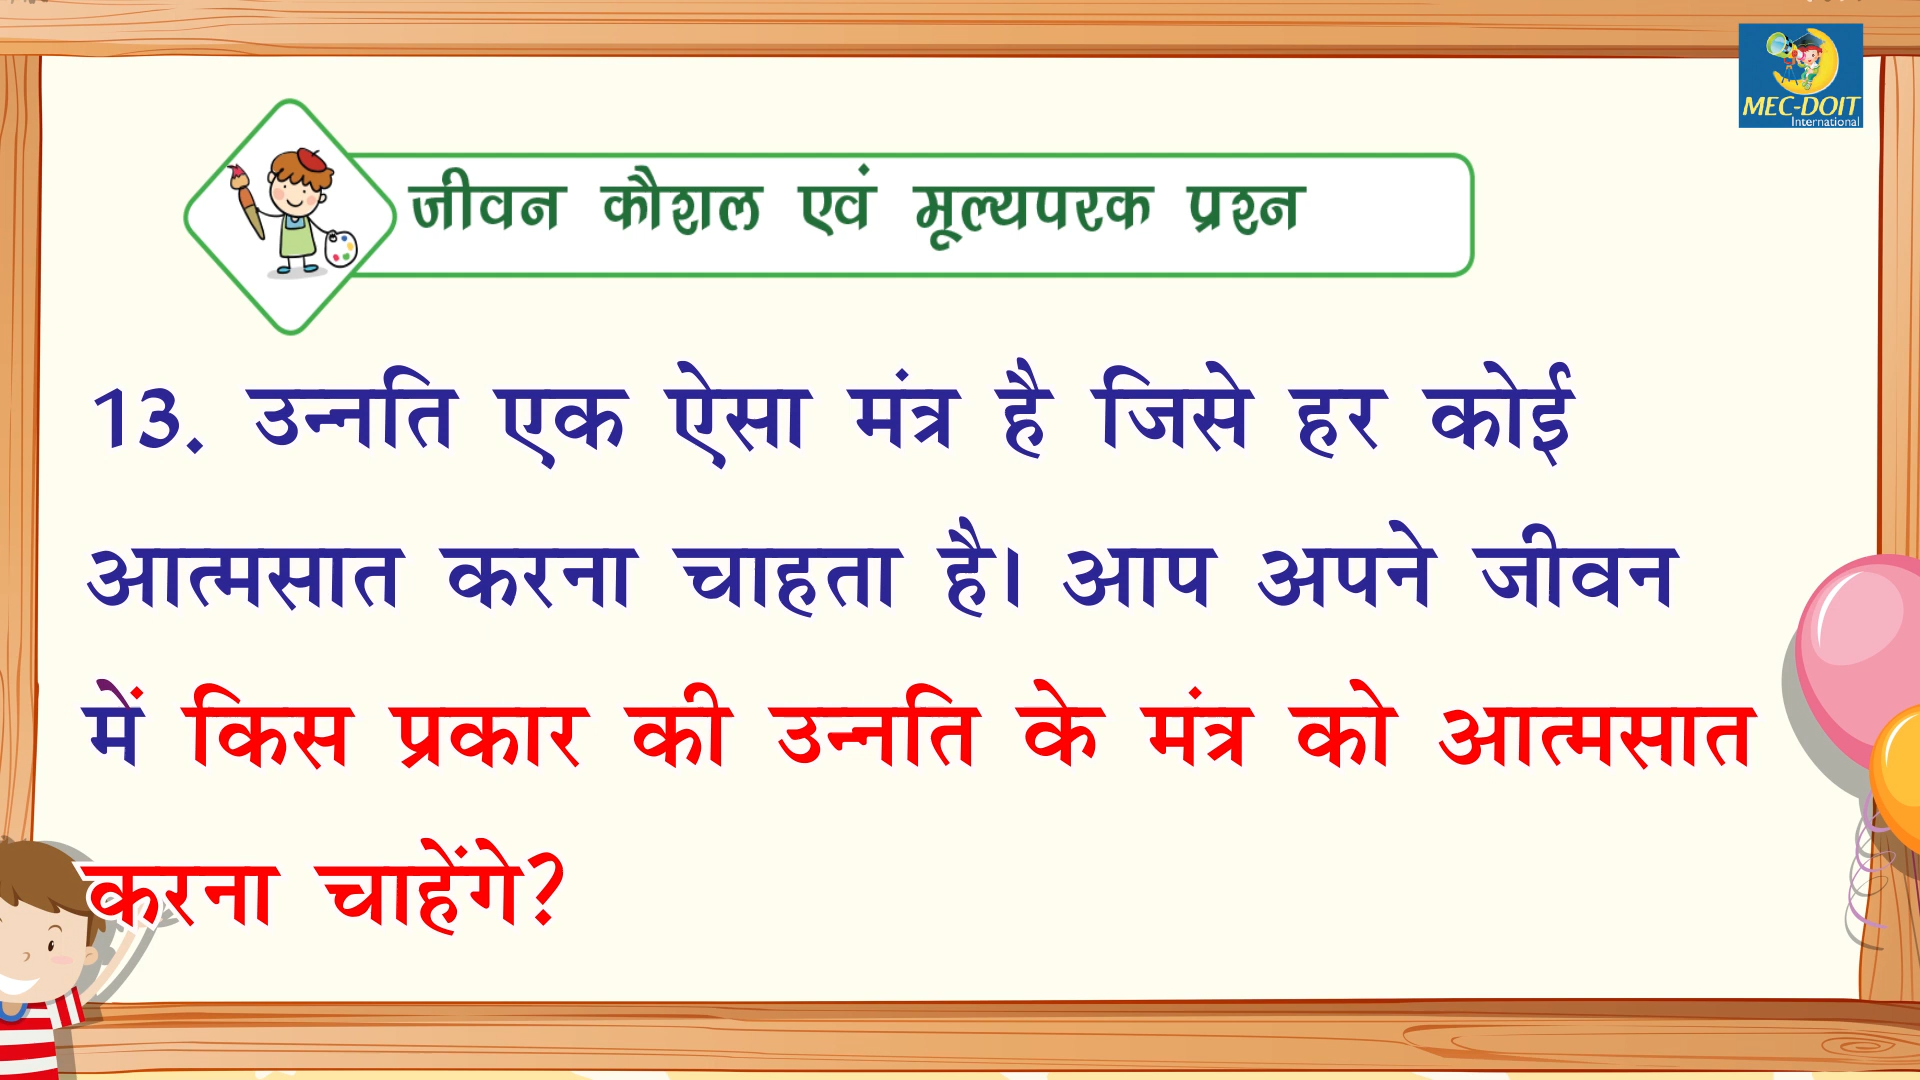 MEC-DOIT
International
जीवन कौशल एवं मूल्यपरक प्रश्न
13. उन्नति एक ऐसा मंत्र है जिसे हर कोई
आत्मसात करना चाहता है। आप अपने जीवन
में किस प्रकार की उन्नति के मंत्र को आत्मसात
करना चाहेंगे?